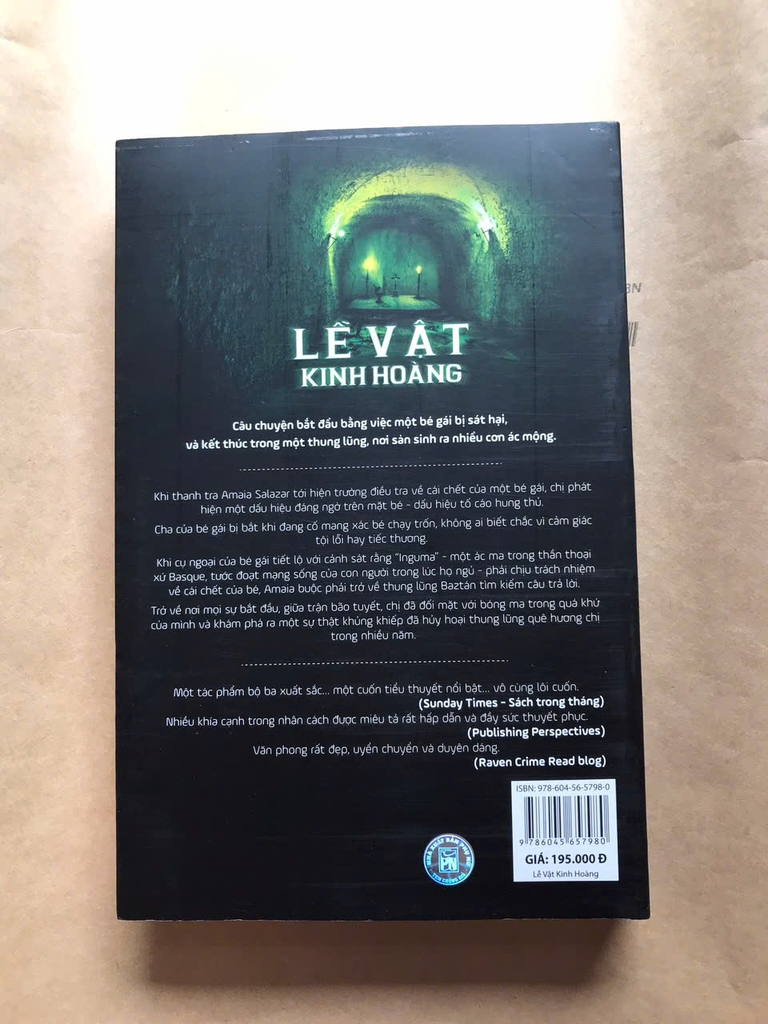 LỄ VẬT
KINH HOÀNG
Câu chuyện bắt đầu bằng việc một bé gái bị sát hại,
và kết thúc trong một thung lũng, nơi sản sinh ra nhiều cơn ác mộng.
Khi thanh tra Amaia Salazar tới hiện trường điều tra về cái chết của một bé gái, chị phát
hiện một dấu hiệu đáng ngờ trên mặt bé - dấu hiệu tố cáo hung thủ.
Cha của bé gái bị bắt khi đang cố mang xác bé chạy trốn, không ai biết chắc vì cảm giác
tội lỗi hay tiếc thương.
Khi cụ ngoại của bé gái tiết lộ với cảnh sát rằng "Inguma" - một ác ma trong thần thoại
xứ Basque, tước đoạt mạng sống của con người trong lúc họ ngủ - phải chịu trách nhiệm
về cái chết của bé, Amaia buộc phải trở về thung lũng Baztán tìm kiếm câu trả lời.
Trở về nơi mọi sự bắt đầu, giữa trận bão tuyết, chị đã đối mặt với bóng ma trong quá khứ
của mình và khám phá ra một sự thật khủng khiếp đã hủy hoại thung lũng quê hương chị
trong nhiều năm.
Một tác phẩm bộ ba xuất sắc... một cuốn tiểu thuyết nổi bật... vô cùng lôi cuốn.
(Sunday Times - Sách trong tháng)
Nhiều khía cạnh trong nhân cách được miêu tả rất hấp dẫn và đầy sức thuyết phục.
(Publishing Perspectives)
Văn phong rất đẹp, uyển chuyển và duyên dáng.
(Raven Crime Read blog)
ISBN: 978-604-56-5798-0
9 786045 657980
GIÁ: 195.000 Đ
Lễ Vật Kinh Hoàng
NHÀ XUẤT BẢN PHỤ NỮ
PN